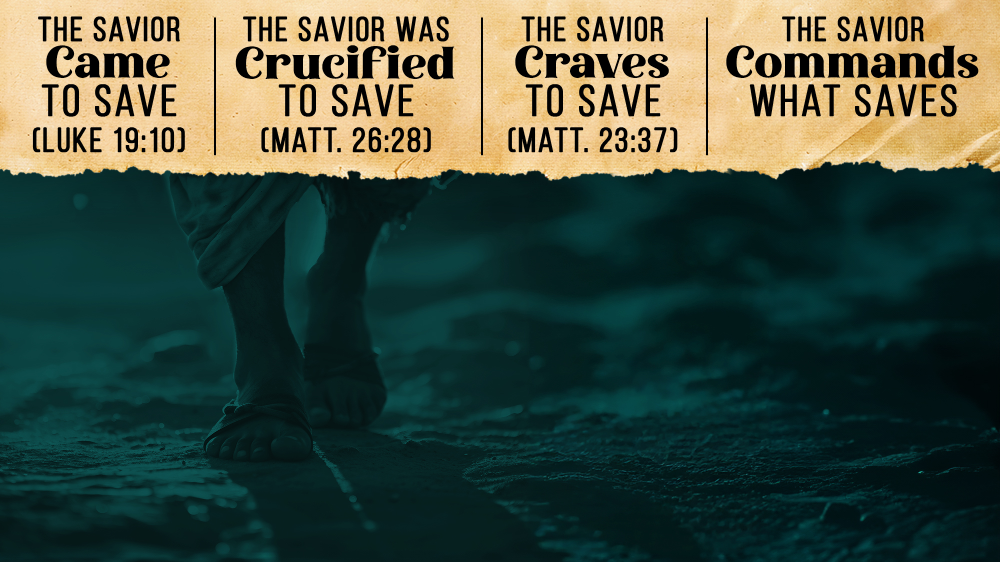 THE SAVIOR
Came
TO SAVE
(LUKE 19:10)
THE SAVIOR WAS
Crucified
TO SAVE
(MATT. 26:28)
THE SAVIOR
Craves
TO SAVE
(MATT. 23:37)
THE SAVIOR
Commands
WHAT SAVES